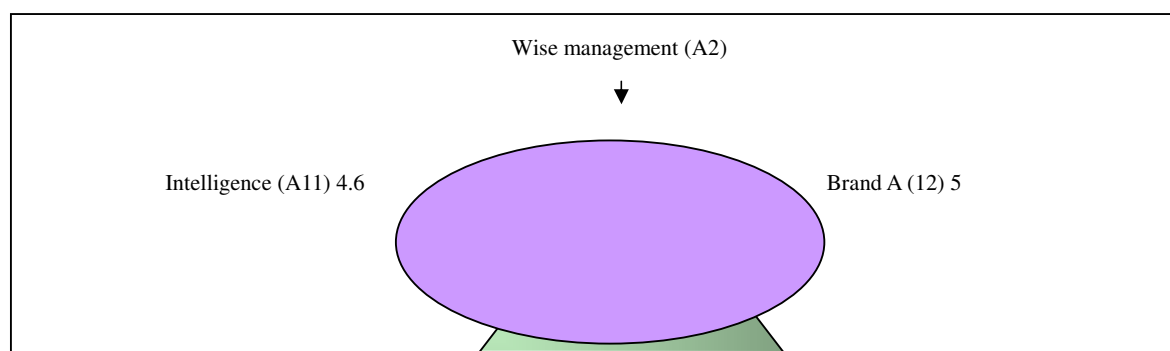 Wise management (A2)
Intelligence (A11) 4.6
Brand A (12) 5